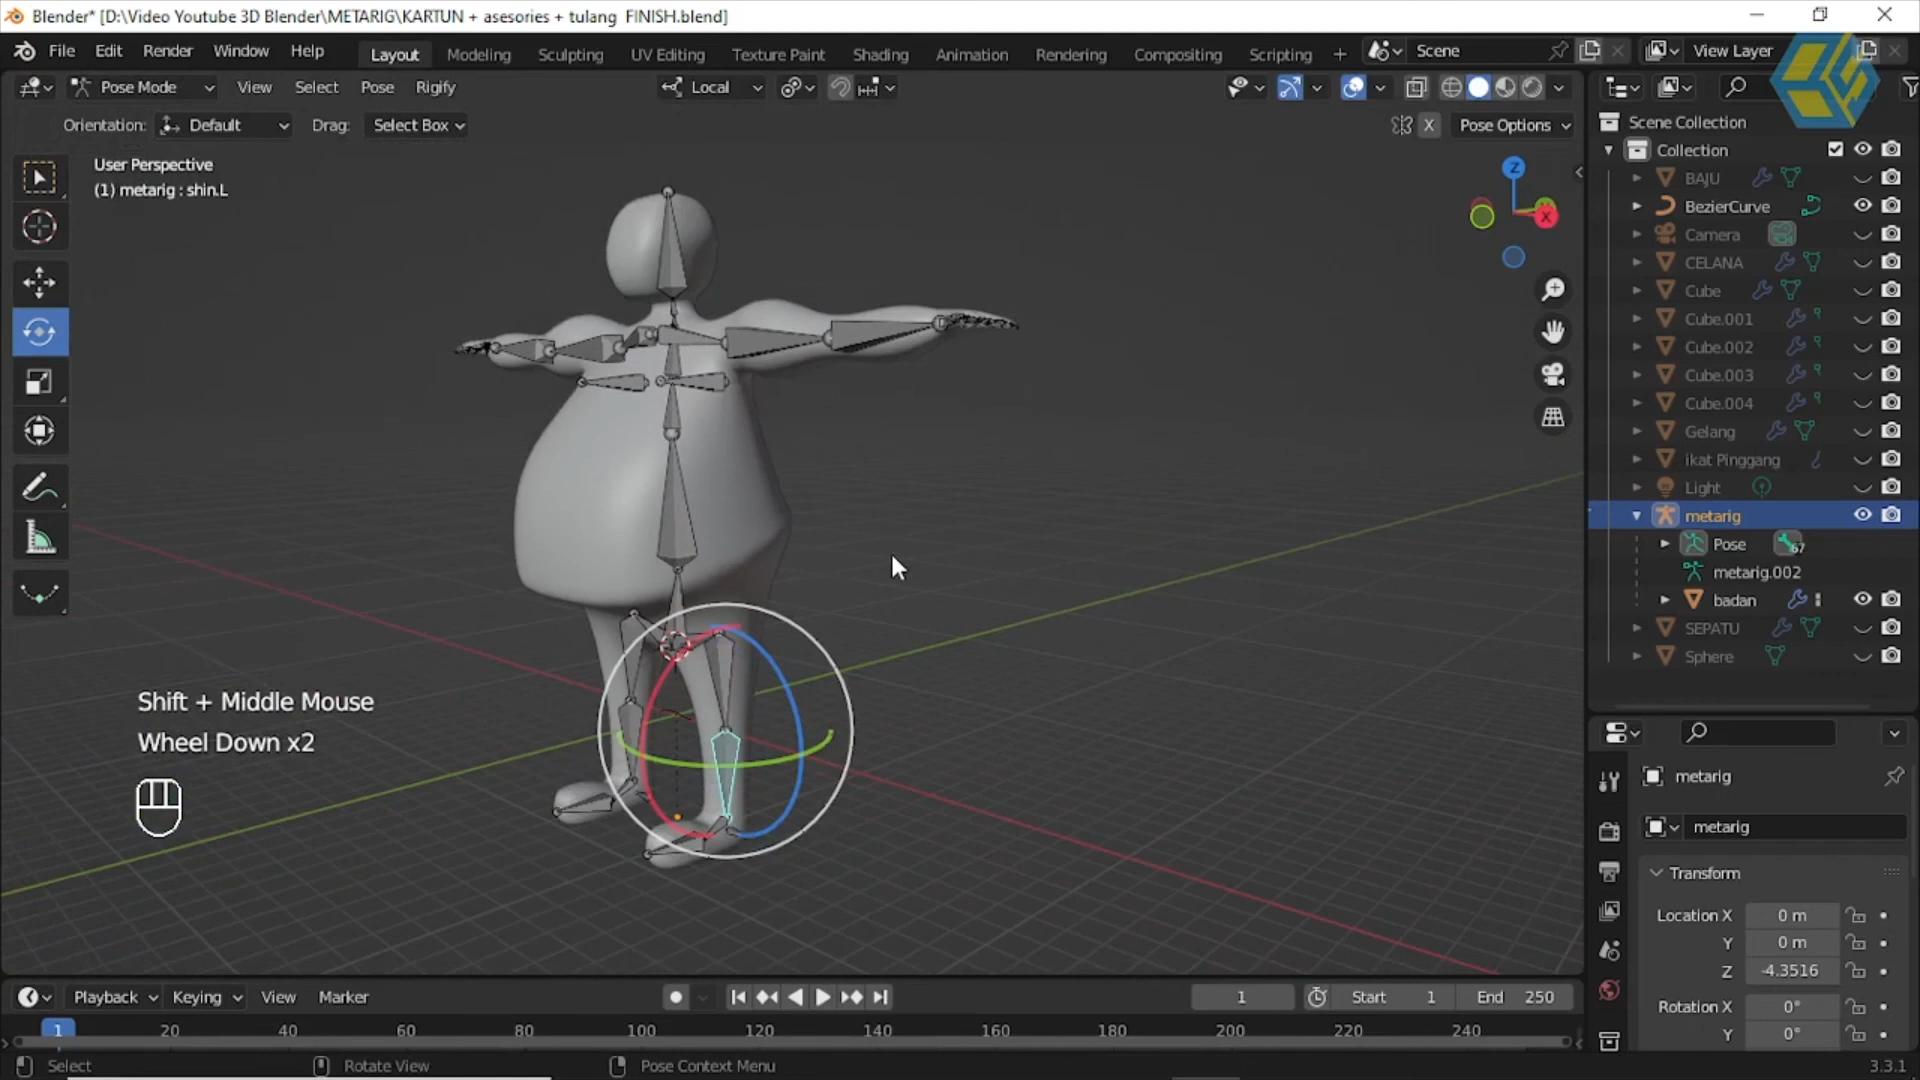 Blender* [D:\Video Youtube 3D Blender\METARIG\KARTUN + asesories + tulang  FINISH.blend]
File Edit Render Window Help Layout Modeling Sculpting UV Editing Texture Paint Shading Animation Rendering Compositing Scripting + Scene View Layer
Pose Mode View Select Pose Rigify Local
Orientation: Default Drag: Select Box X Pose Options
User Perspective
(1) metarig : shin.L
Z
X
Shift + Middle Mouse
Wheel Down x2
Scene Collection
Collection
BAJU
BezierCurve
Camera
CELANA
Cube
Cube.001
Cube.002
Cube.003
Cube.004
Gelang
ikat Pinggang
Light
metarig
Pose 67
metarig.002
badan
SEPATU
Sphere
metarig
metarig
Transform
Location X 0 m
Y 0 m
Z -4.3516
Rotation X 0°
Y 0°
Playback Keying View Marker 1 Start 1 End 250
1 20 40 60 80 100 120 140 160 180 200 220 240
Select Rotate View Pose Context Menu 3.3.1